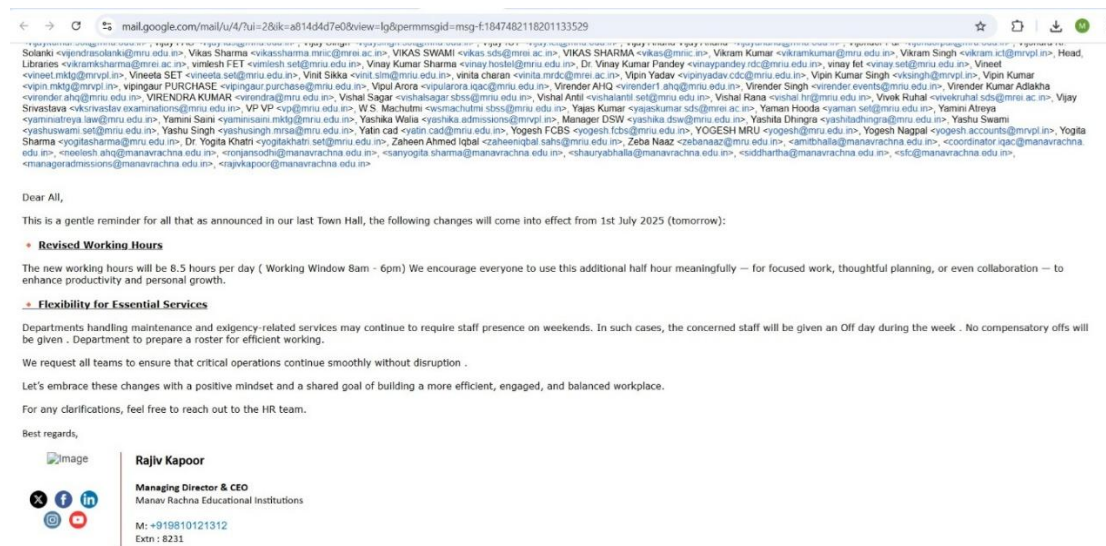 mail.google.com/mail/u/4/?ui=2&ik=a814d4d7e0&view=lg&permmsgid=msg-f:1847482118201133529
M
Solanki <vijendrasolanki@mru.edu.in>, Vikas Sharma <vikassharma.mric@mrei.ac.in>, VIKAS SWAMI <vikas.sds@mrei.ac.in>, VIKAS SHARMA <vikas@mric.in>, Vikram Kumar <vikramkumar@mru.edu.in>, Vikram Singh <vikram.ict@mrvpl.in>, Head,
Libraries <vikramksharma@mrei.ac.in>, vimlesh FET <vimlesh.set@mriu.edu.in>, Vinay Kumar Sharma <vinay.hostel@mru.edu.in>, Dr. Vinay Kumar Pandey <vinaypandey.rdc@mriu.edu.in>, vinay fet <vinay.set@mriu.edu.in>, Vineet
<vineet.mktg@mrvpl.in>, Vineeta SET <vineeta.set@mriu.edu.in>, Vinit Sikka <vinit.slm@mru.edu.in>, vinita charan <vinita.mrdc@mrei.ac.in>, Vipin Yadav <vipinyadav.cdc@mriu.edu.in>, Vipin Kumar Singh <vksingh@mrvpl.in>, Vipin Kumar
<vipin.mktg@mrvpl.in>, vipingaur PURCHASE <vipingaur.purchase@mriu.edu.in>, Vipul Arora <vipularora.iqac@mriu.edu.in>, Virender AHQ <virender1.ahq@mriu.edu.in>, Virender Singh <virender.events@mriu.edu.in>, Virender Kumar Adlakha
<virender.ahq@mriu.edu.in>, VIRENDRA KUMAR <virendra@mru.edu.in>, Vishal Sagar <vishalsagar.sbss@mriu.edu.in>, Vishal Antil <vishalantil.set@mriu.edu.in>, Vishal Rana <vishal.hr@mriu.edu.in>, Vivek Ruhal <vivekruhal.sds@mrei.ac.in>, Vijay
Srivastava <vksrivastav.examinations@mru.edu.in>, VP VP <vp@mriu.edu.in>, W.S. Machutmi <wsmachutmi.sbss@mriu.edu.in>, Yajas Kumar <yajaskumar.sds@mrei.ac.in>, Yaman Hooda <yaman.set@mriu.edu.in>, Yamini Atreya
<yaminiatreya.law@mru.edu.in>, Yamini Saini <yaminisaini.mktg@mriu.edu.in>, Yashika Walia <yashika.admissions@mrvpl.in>, Manager DSW <yashika.dsw@mriu.edu.in>, Yashita Dhingra <yashitadhingra@mru.edu.in>, Yashu Swami
<yashuswami.set@mriu.edu.in>, Yashu Singh <yashusingh.mrsa@mru.edu.in>, Yatin cad <yatin.cad@mru.edu.in>, Yogesh FCBS <yogesh.fcbs@mriu.edu.in>, YOGESH MRU <yogesh@mru.edu.in>, Yogesh Nagpal <yogesh.accounts@mrvpl.in>, Yogita
Sharma <yogitasharma@mru.edu.in>, Dr. Yogita Khatri <yogitakhatri.set@mriu.edu.in>, Zaheen Ahmed Iqbal <zaheeniqbal.sahs@mriu.edu.in>, Zeba Naaz <zebanaaz@mru.edu.in>, <amitbhalla@manavrachna.edu.in>, <coordinator.iqac@manavrachna.
edu.in>, <neelesh.ahq@manavrachna.edu.in>, <ronjansodhi@manavrachna.edu.in>, <sanyogita.sharma@manavrachna.edu.in>, <shauryabhalla@manavrachna.edu.in>, <siddhartha@manavrachna.edu.in>, <sfc@manavrachna.edu.in>,
<manageradmissions@manavrachna.edu.in>, <rajivkapoor@manavrachna.edu.in>
Dear All,
This is a gentle reminder for all that as announced in our last Town Hall, the following changes will come into effect from 1st July 2025 (tomorrow):
• Revised Working Hours
The new working hours will be 8.5 hours per day ( Working Window 8am - 6pm) We encourage everyone to use this additional half hour meaningfully — for focused work, thoughtful planning, or even collaboration — to
enhance productivity and personal growth.
• Flexibility for Essential Services
Departments handling maintenance and exigency-related services may continue to require staff presence on weekends. In such cases, the concerned staff will be given an Off day during the week . No compensatory offs will
be given . Department to prepare a roster for efficient working.
We request all teams to ensure that critical operations continue smoothly without disruption .
Let's embrace these changes with a positive mindset and a shared goal of building a more efficient, engaged, and balanced workplace.
For any clarifications, feel free to reach out to the HR team.
Best regards,
Image
Rajiv Kapoor
Managing Director & CEO
Manav Rachna Educational Institutions
M: +919810121312
Extn : 8231